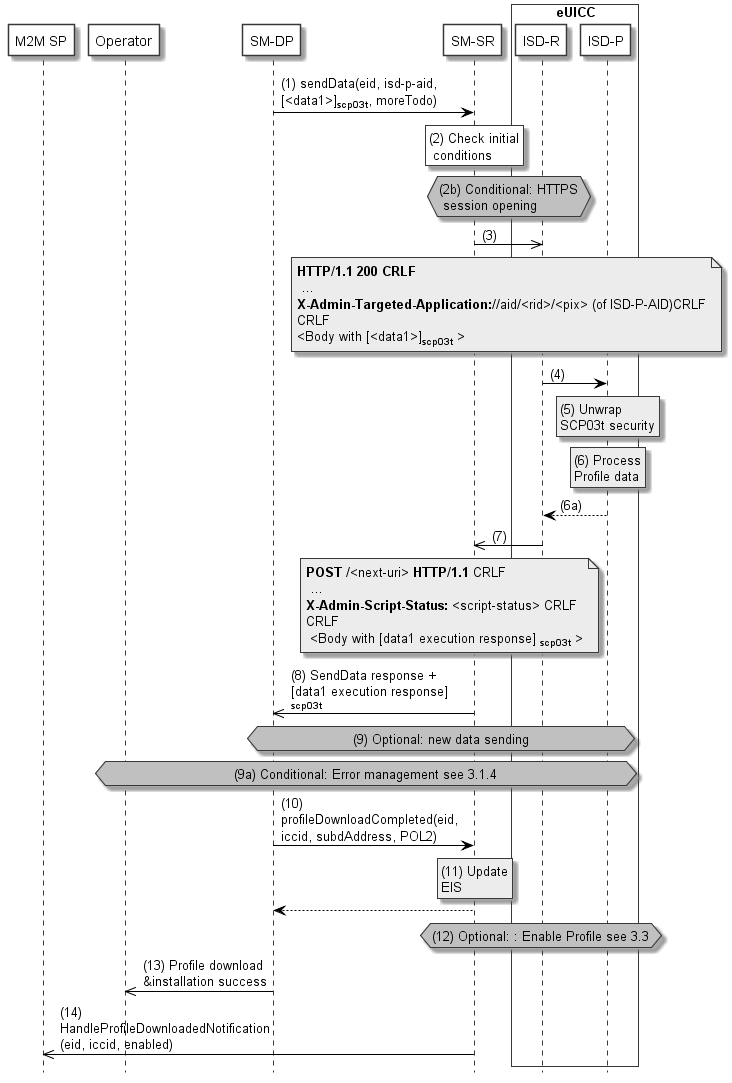 eUICC
M2M SP
Operator
SM-DP
SM-SR
ISD-R
ISD-P
(1) sendData(eid, isd-p-aid,
[<data1>]scp03t, moreTodo)
(2) Check initial
conditions
(2b) Conditional: HTTPS
session opening
(3)
HTTP/1.1 200 CRLF
...
X-Admin-Targeted-Application://aid/<rid>/<pix> (of ISD-P-AID)CRLF
CRLF
<Body with [<data1>]scp03t >
(4)
(5) Unwrap
SCP03t security
(6) Process
Profile data
(6a)
(7)
POST /<next-uri> HTTP/1.1 CRLF
...
X-Admin-Script-Status: <script-status> CRLF
CRLF
<Body with [data1 execution response] scp03t >
(8) SendData response +
[data1 execution response]
scp03t
(9) Optional: new data sending
(9a) Conditional: Error management see 3.1.4
(10)
profileDownloadCompleted(eid,
iccid, subdAddress, POL2)
(11) Update
EIS
(12) Optional: : Enable Profile see 3.3
(13) Profile download
&installation success
(14)
HandleProfileDownloadedNotification
(eid, iccid, enabled)